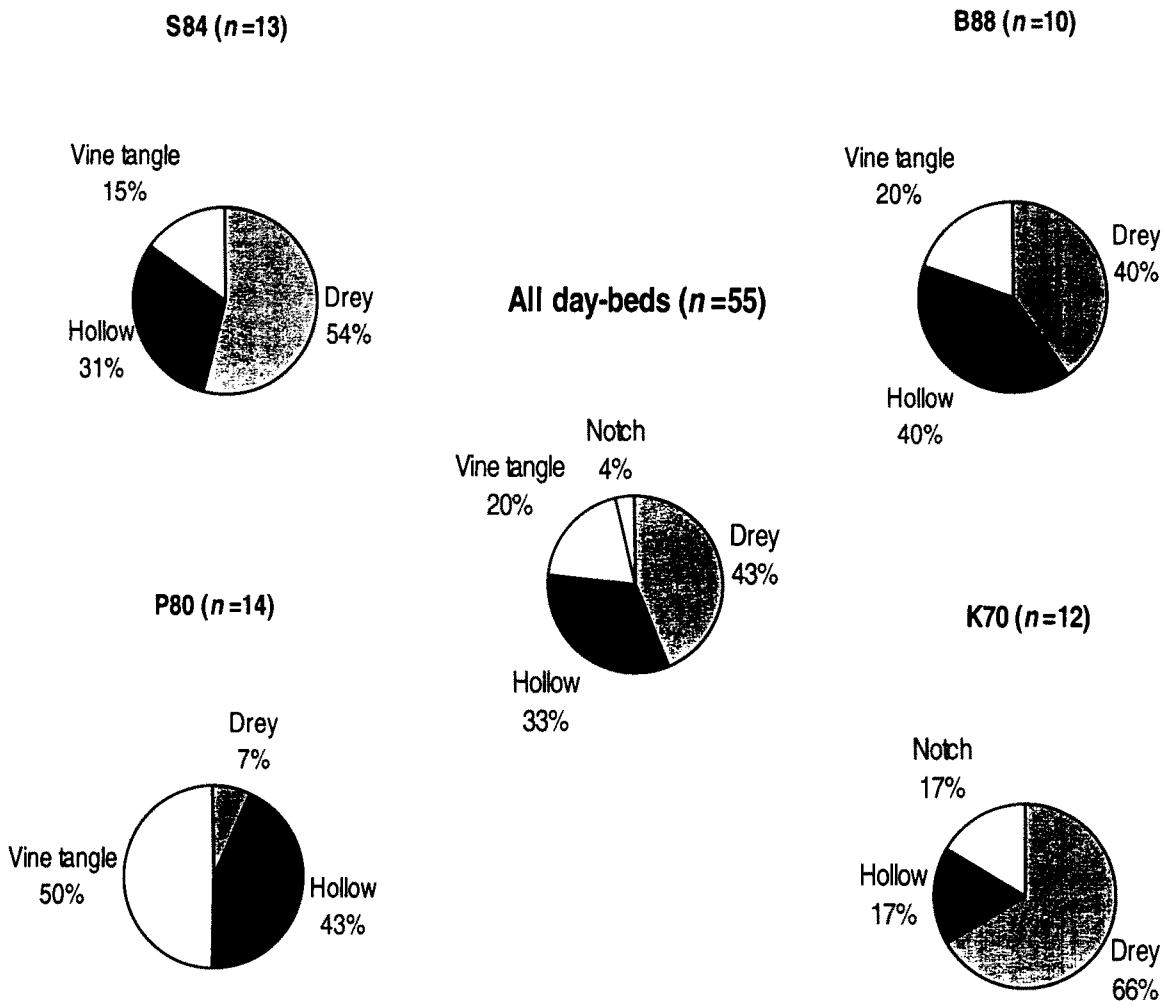 S84 (n=13)
Vine tangle
15%
Drey
54%
Hollow
31%
B88 (n=10)
Vine tangle
20%
Drey
40%
Hollow
40%
All day-beds (n=55)
Notch
4%
Vine tangle
20%
Drey
43%
Hollow
33%
P80 (n=14)
Drey
7%
Vine tangle
50%
Hollow
43%
K70 (n=12)
Notch
17%
Hollow
17%
Drey
66%